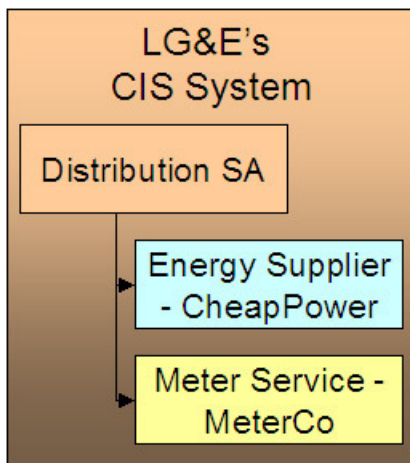 LG&E’s
CIS System
Distribution SA
Energy Supplier
- CheapPower
Meter Service -
MeterCo